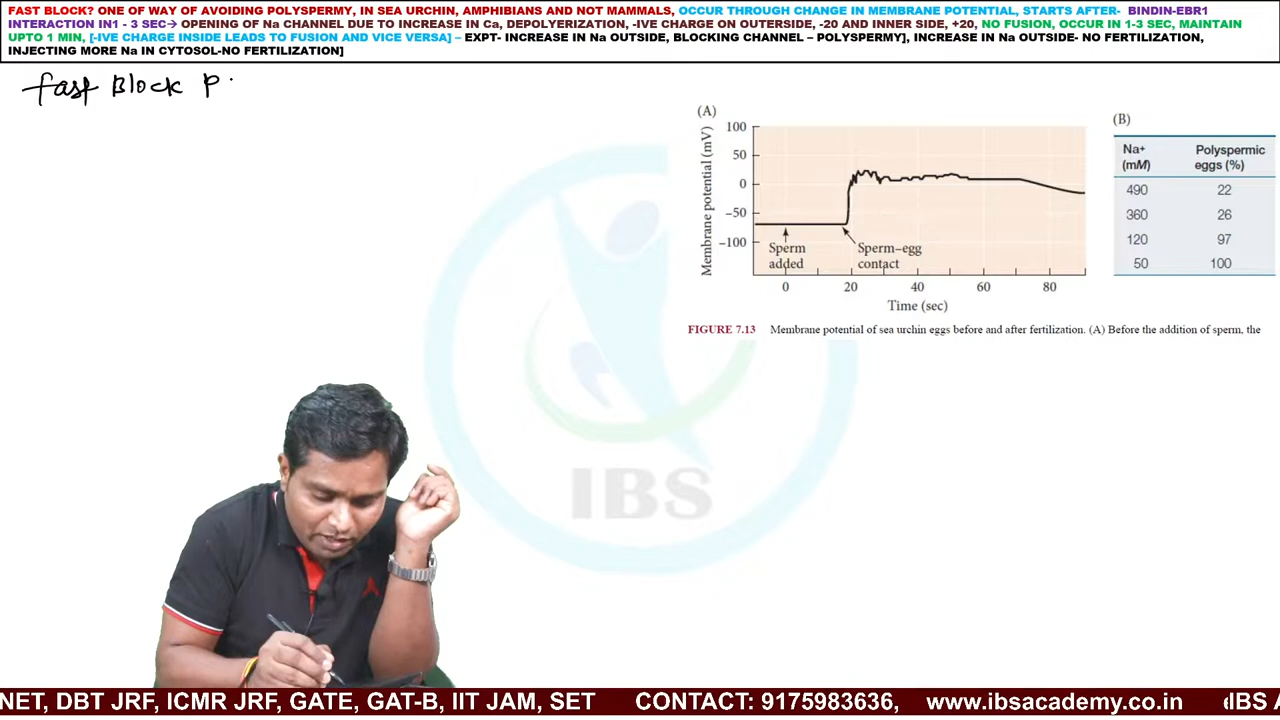 FAST BLOCK? ONE OF WAY OF AVOIDING POLYSPERMY, IN SEA URCHIN, AMPHIBIANS AND NOT MAMMALS, OCCUR THROUGH CHANGE IN MEMBRANE POTENTIAL, STARTS AFTER- BINDIN-EBR1
INTERACTION IN1 - 3 SEC→ OPENING OF Na CHANNEL DUE TO INCREASE IN Ca, DEPOLYERIZATION, -IVE CHARGE ON OUTERSIDE, -20 AND INNER SIDE, +20, NO FUSION, OCCUR IN 1-3 SEC, MAINTAIN
UPTO 1 MIN, [-IVE CHARGE INSIDE LEADS TO FUSION AND VICE VERSA] – EXPT- INCREASE IN Na OUTSIDE, BLOCKING CHANNEL – POLYSPERMY], INCREASE IN Na OUTSIDE- NO FERTILIZATION,
INJECTING MORE Na IN CYTOSOL-NO FERTILIZATION]
fast Block P
(A)
Membrane potential (mV)
100
50
0
−50
−100
Sperm
added
Sperm–egg
contact
0 20 40 60 80
Time (sec)
(B)
Na+ Polyspermic
(mM) eggs (%)
490 22
360 26
120 97
50 100
FIGURE 7.13 Membrane potential of sea urchin eggs before and after fertilization. (A) Before the addition of sperm, the
IBS
NET, DBT JRF, ICMR JRF, GATE, GAT-B, IIT JAM, SET CONTACT: 9175983636, www.ibsacademy.co.in IBS